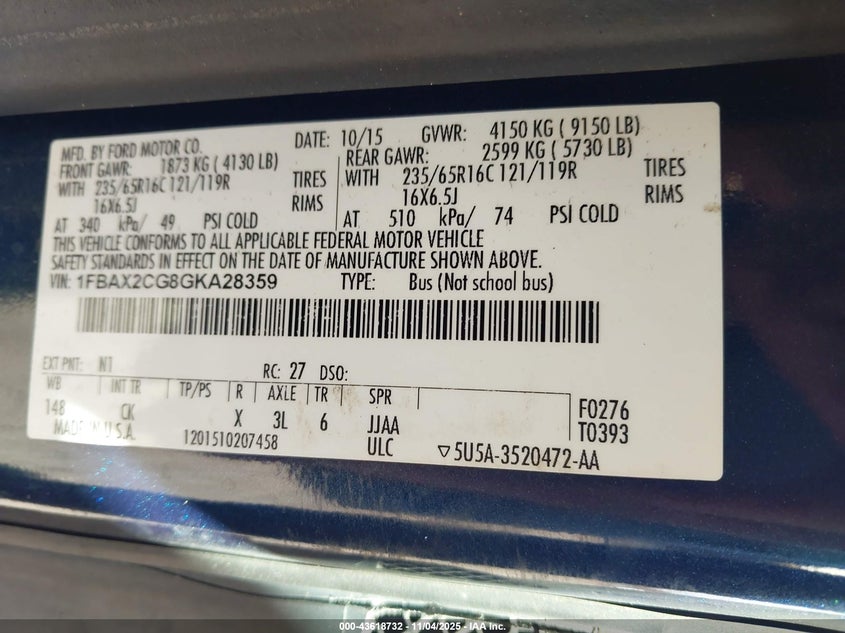 MFD. BY FORD MOTOR CO. DATE: 10/15 GVWR: 4150 KG ( 9150 LB)
FRONT GAWR: 1873 KG ( 4130 LB) REAR GAWR: 2599 KG ( 5730 LB)
WITH 235/65R16C 121/119R TIRES WITH 235/65R16C 121/119R TIRES
16X6.5J RIMS 16X6.5J RIMS
AT 340 kPa/ 49 PSI COLD AT 510 kPa/ 74 PSI COLD
THIS VEHICLE CONFORMS TO ALL APPLICABLE FEDERAL MOTOR VEHICLE
SAFETY STANDARDS IN EFFECT ON THE DATE OF MANUFACTURE SHOWN ABOVE.
VIN: 1FBAX2CG8GKA28359 TYPE: Bus (Not school bus)
EXT PNT: N1 RC: 27 DSO:
WB INT TR TP/PS R AXLE TR SPR
148 CK X 3L 6 JJAA F0276
MADE IN U.S.A. 1201510207458 ULC ▽5U5A-3520472-AA T0393
000-43618732 - 11/04/2025 - IAA Inc.